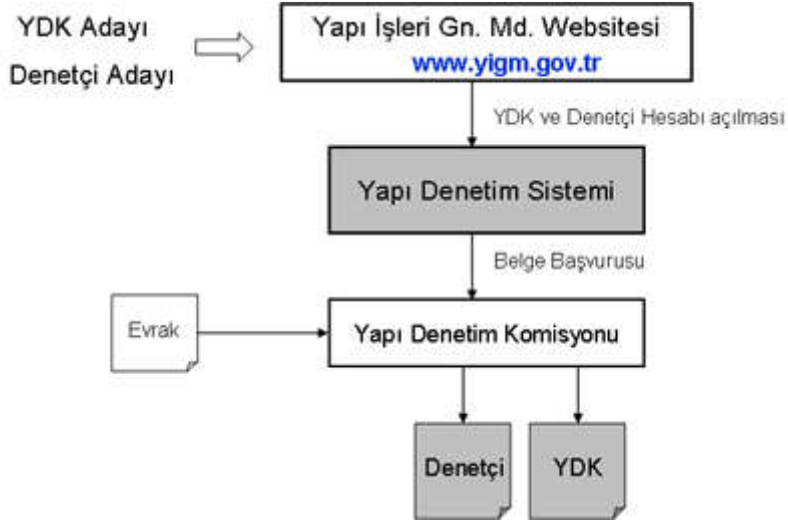 YDK Adayı
Denetçi Adayı
Yapı İşleri Gn. Md. Websitesi
www.yigm.gov.tr
YDK ve Denetçi Hesabı açılması
Yapı Denetim Sistemi
Belge Başvurusu
Evrak
Yapı Denetim Komisyonu
Denetçi
YDK